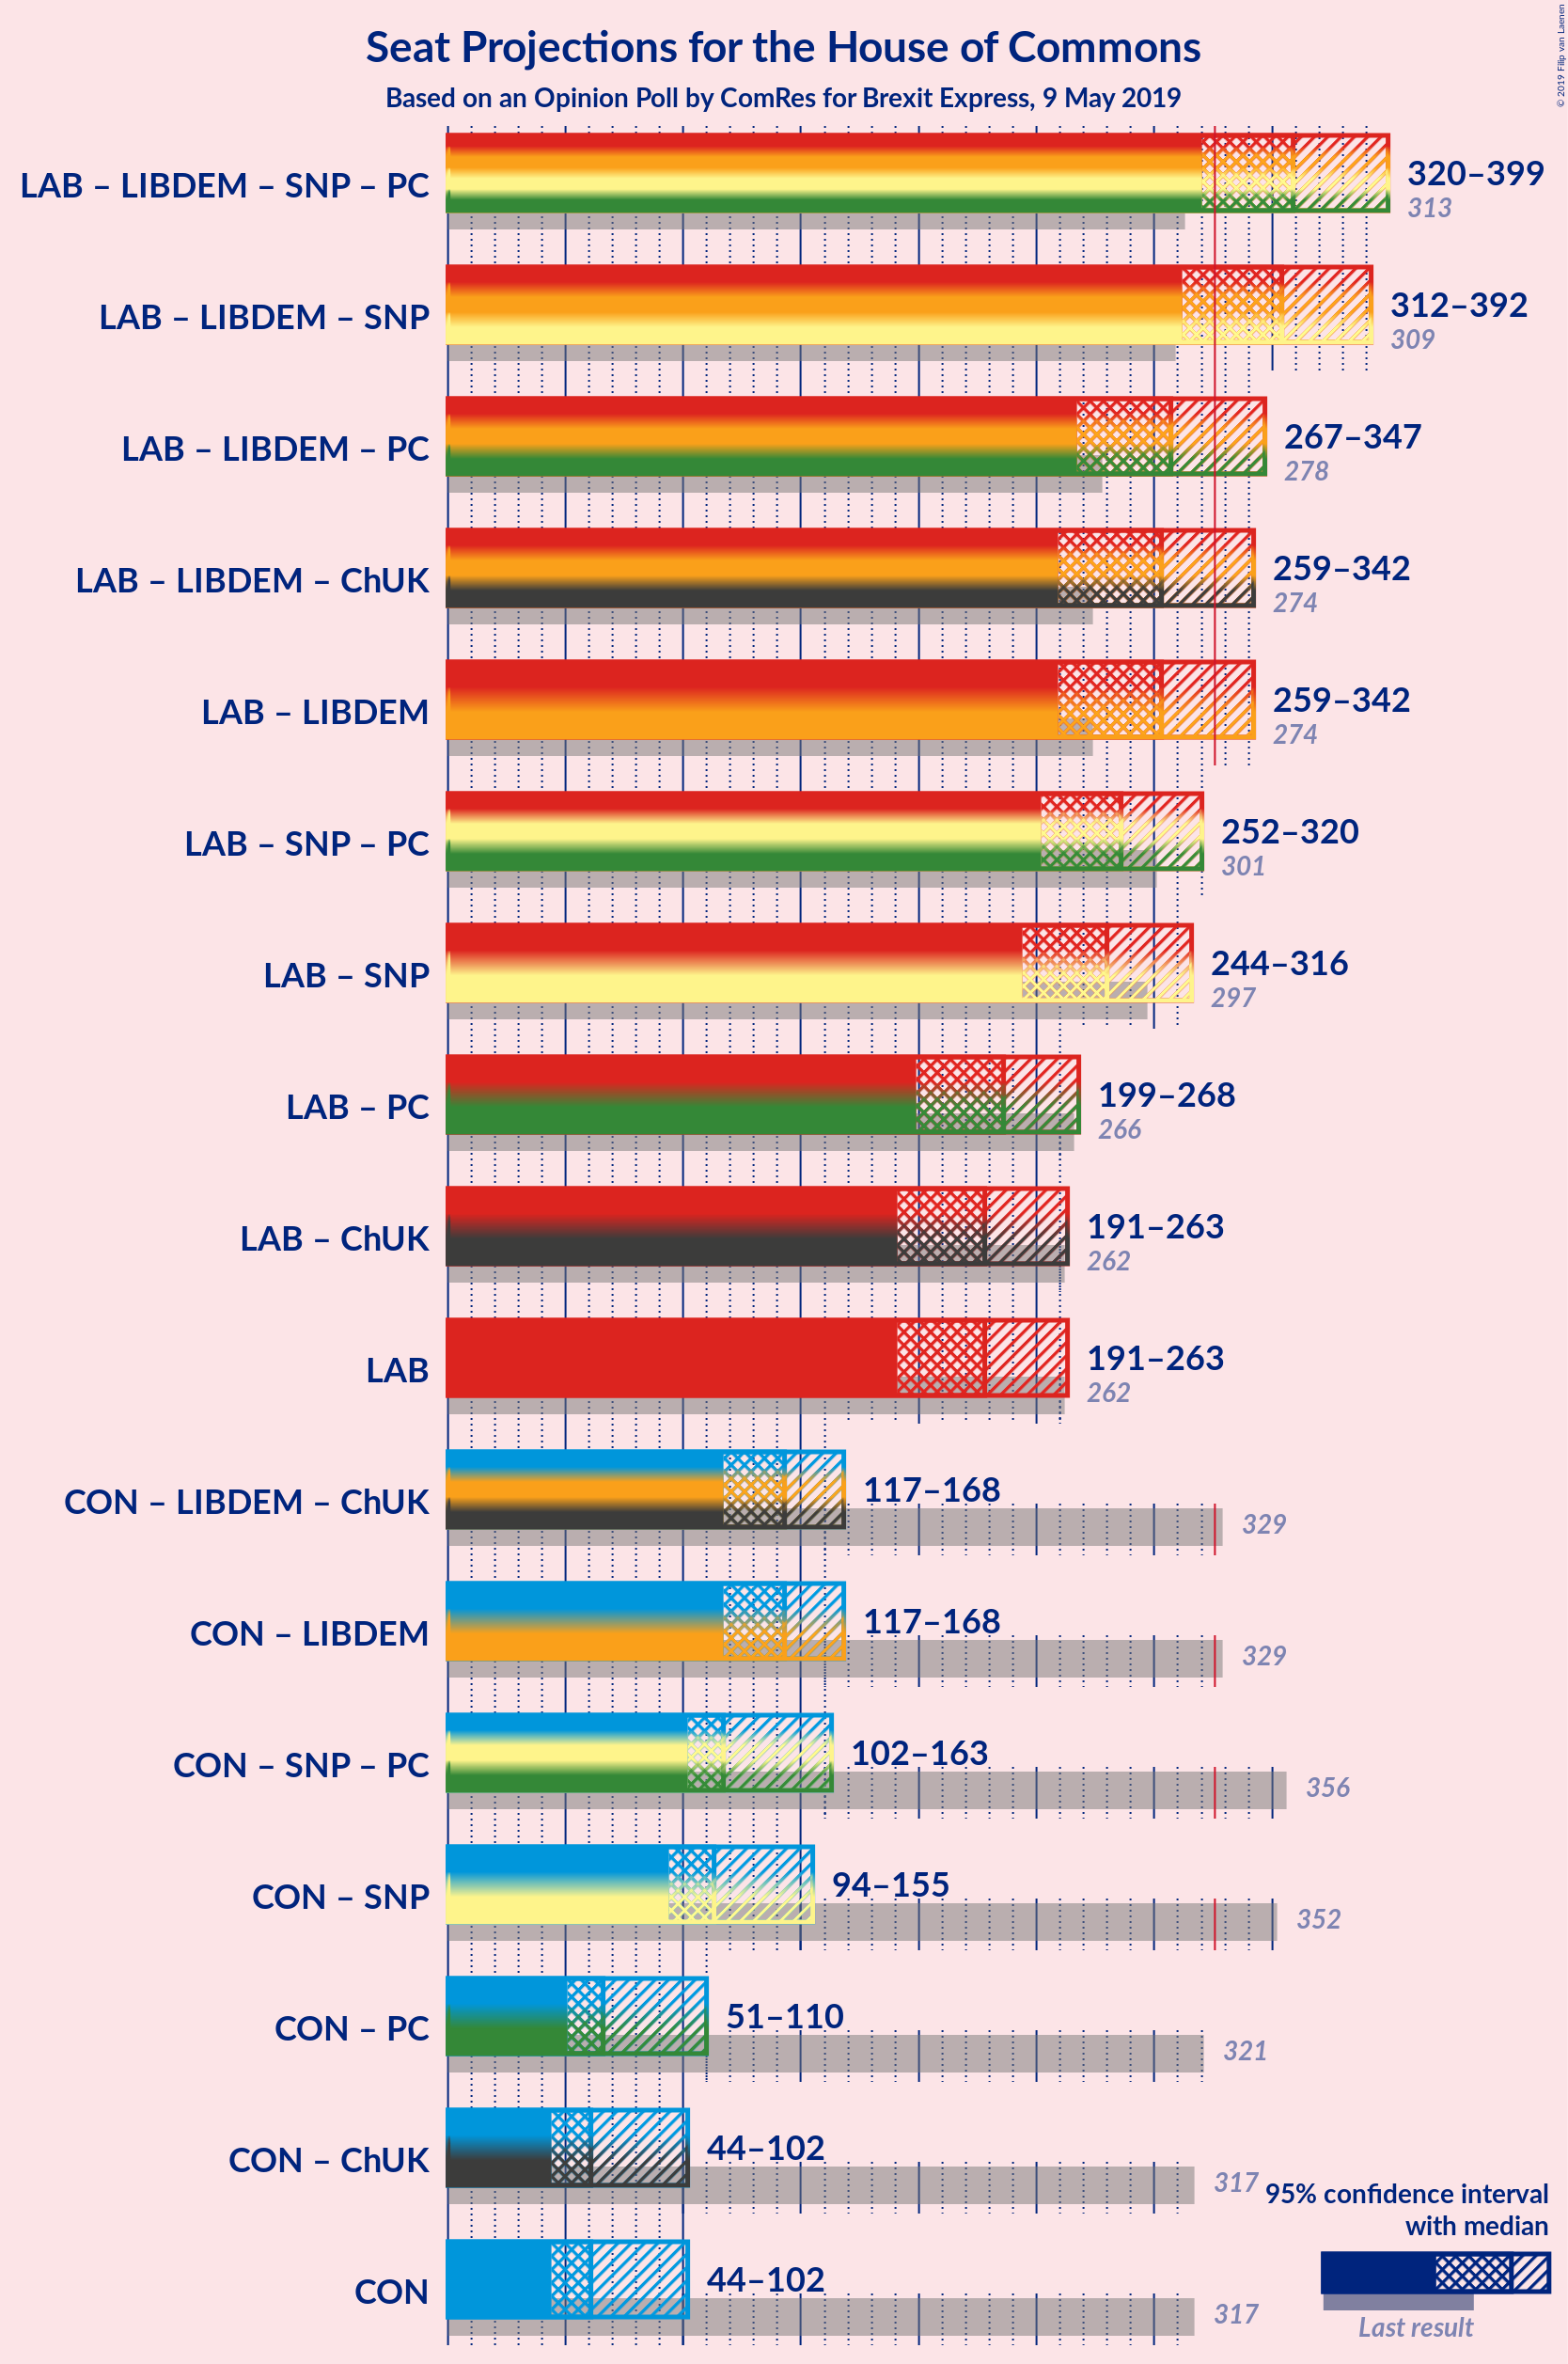 Seat Projections for the House of Commons
Based on an Opinion Poll by ComRes for Brexit Express, 9 May 2019
© 2019 Filip van Laenen
LAB – LIBDEM – SNP – PC
320–399
313
LAB – LIBDEM – SNP
312–392
309
LAB – LIBDEM – PC
267–347
278
LAB – LIBDEM – ChUK
259–342
274
LAB – LIBDEM
259–342
274
LAB – SNP – PC
252–320
301
LAB – SNP
244–316
297
LAB – PC
199–268
266
LAB – ChUK
191–263
262
LAB
191–263
262
CON – LIBDEM – ChUK
117–168
329
CON – LIBDEM
117–168
329
CON – SNP – PC
102–163
356
CON – SNP
94–155
352
CON – PC
51–110
321
CON – ChUK
44–102
317
CON
44–102
317
95% confidence interval
with median
Last result